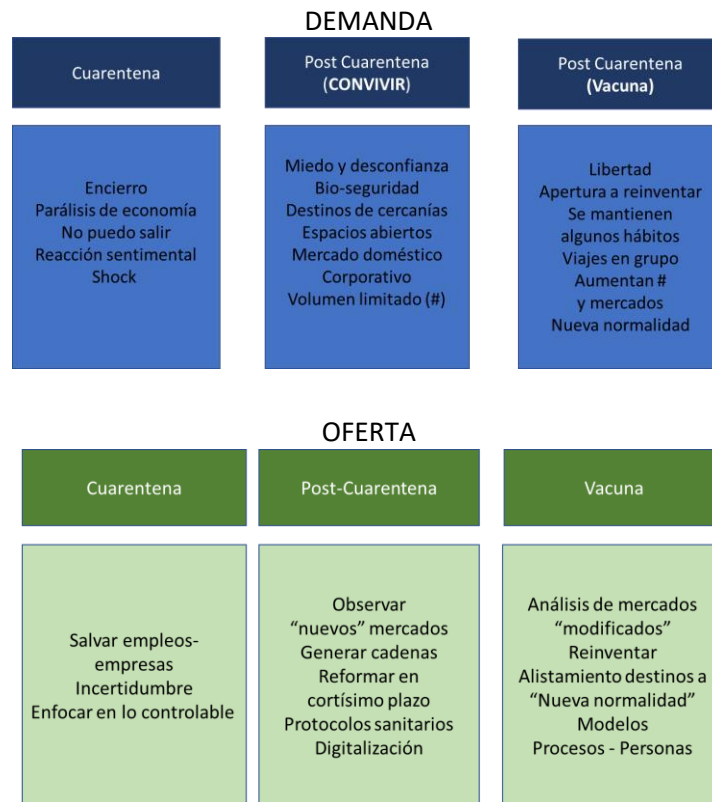 DEMANDA
Cuarentena
Post Cuarentena
(CONVIVIR)
Post Cuarentena
(Vacuna)
Encierro
Parálisis de economía
No puedo salir
Reacción sentimental
Shock
Miedo y desconfianza
Bio-seguridad
Destinos de cercanías
Espacios abiertos
Mercado doméstico
Corporativo
Volumen limitado (#)
Libertad
Apertura a reinventar
Se mantienen
algunos hábitos
Viajes en grupo
Aumentan #
y mercados
Nueva normalidad
OFERTA
Cuarentena
Post-Cuarentena
Vacuna
Salvar empleos-
empresas
Incertidumbre
Enfocar en lo controlable
Observar
“nuevos” mercados
Generar cadenas
Reformar en
cortísimo plazo
Protocolos sanitarios
Digitalización
Análisis de mercados
“modificados”
Reinventar
Alistamiento destinos a
“Nueva normalidad”
Modelos
Procesos - Personas